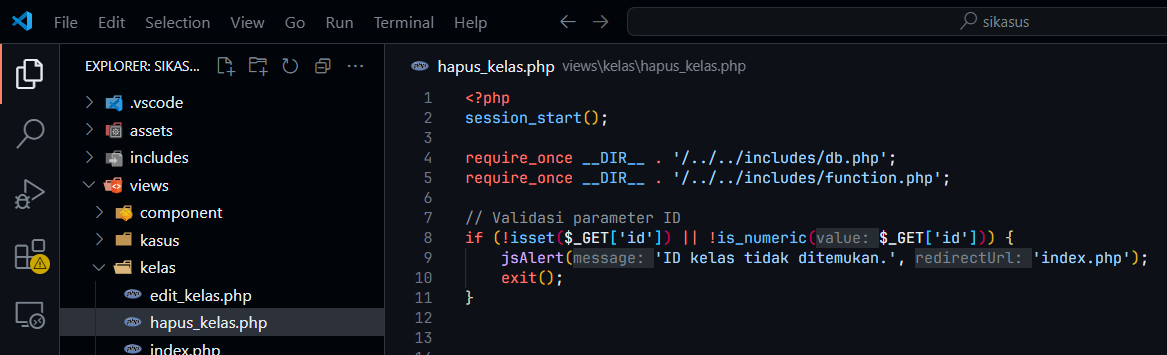 File Edit Selection View Go Run Terminal Help
sikasus
EXPLORER: SIKAS...
.vscode
assets
includes
views
component
kasus
kelas
edit_kelas.php
hapus_kelas.php
index.php
hapus_kelas.php views\kelas\hapus_kelas.php
1 <?php
2 session_start();
3
4 require_once __DIR__ . '/../../includes/db.php';
5 require_once __DIR__ . '/../../includes/function.php';
6
7 // Validasi parameter ID
8 if (!isset($_GET['id']) || !is_numeric(value: $_GET['id'])) {
9 jsAlert(message: 'ID kelas tidak ditemukan.', redirectUrl: 'index.php');
10 exit();
11 }
12
13
14